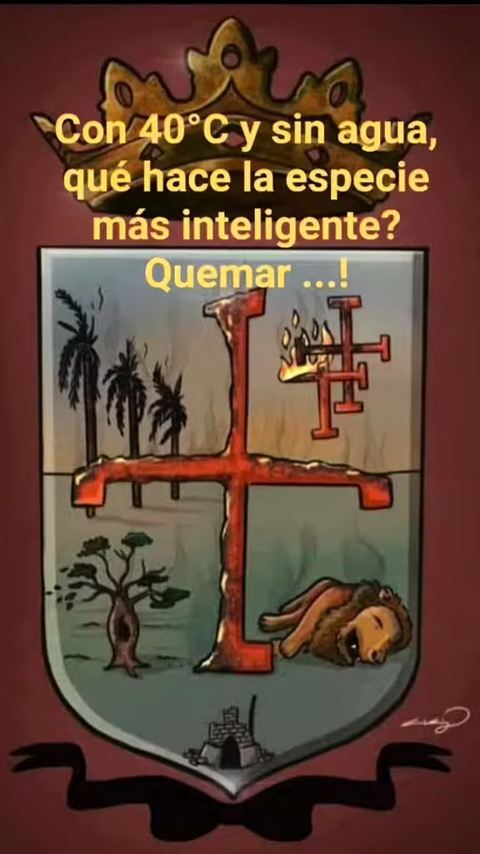 Con 40°C y sin agua,
qué hace la especie
más inteligente?
Quemar ...!